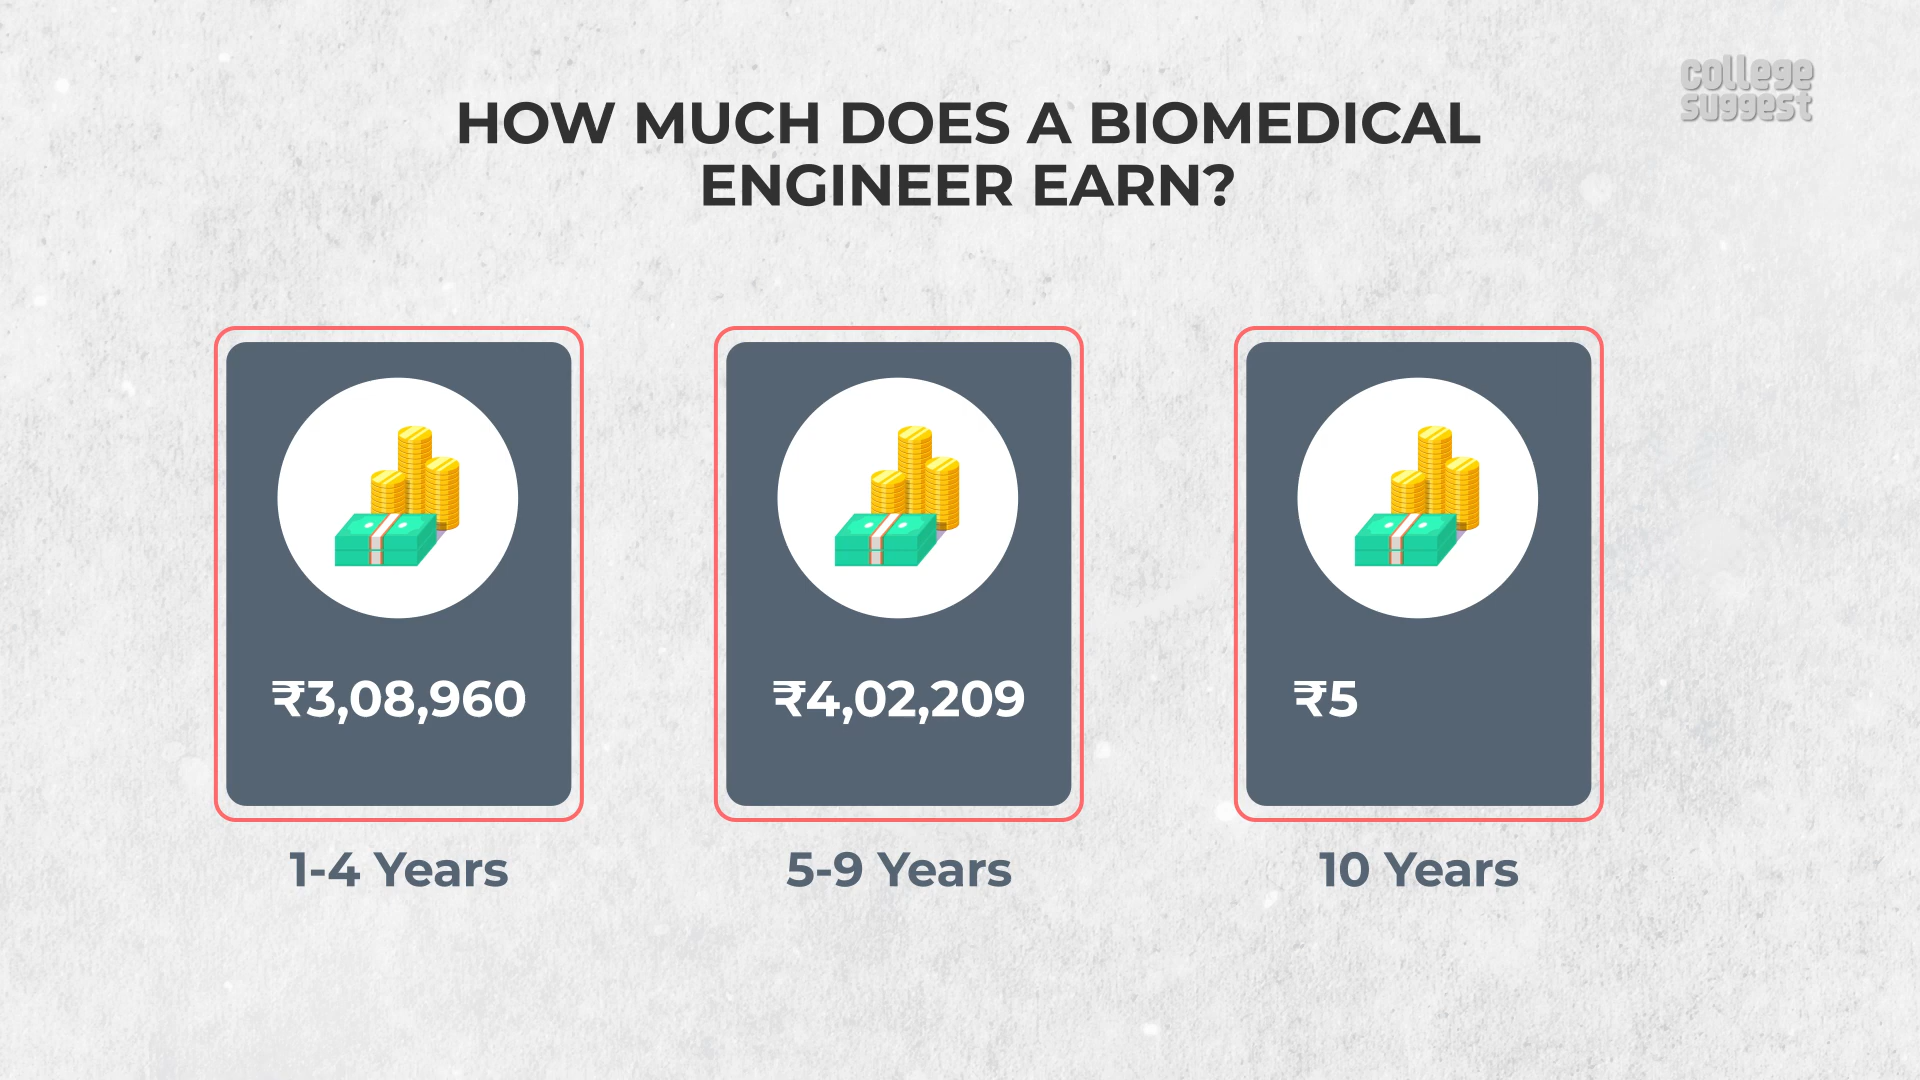 college
suggest
HOW MUCH DOES A BIOMEDICAL
ENGINEER EARN?
₹3,08,960
₹4,02,209
₹5
1-4 Years
5-9 Years
10 Years